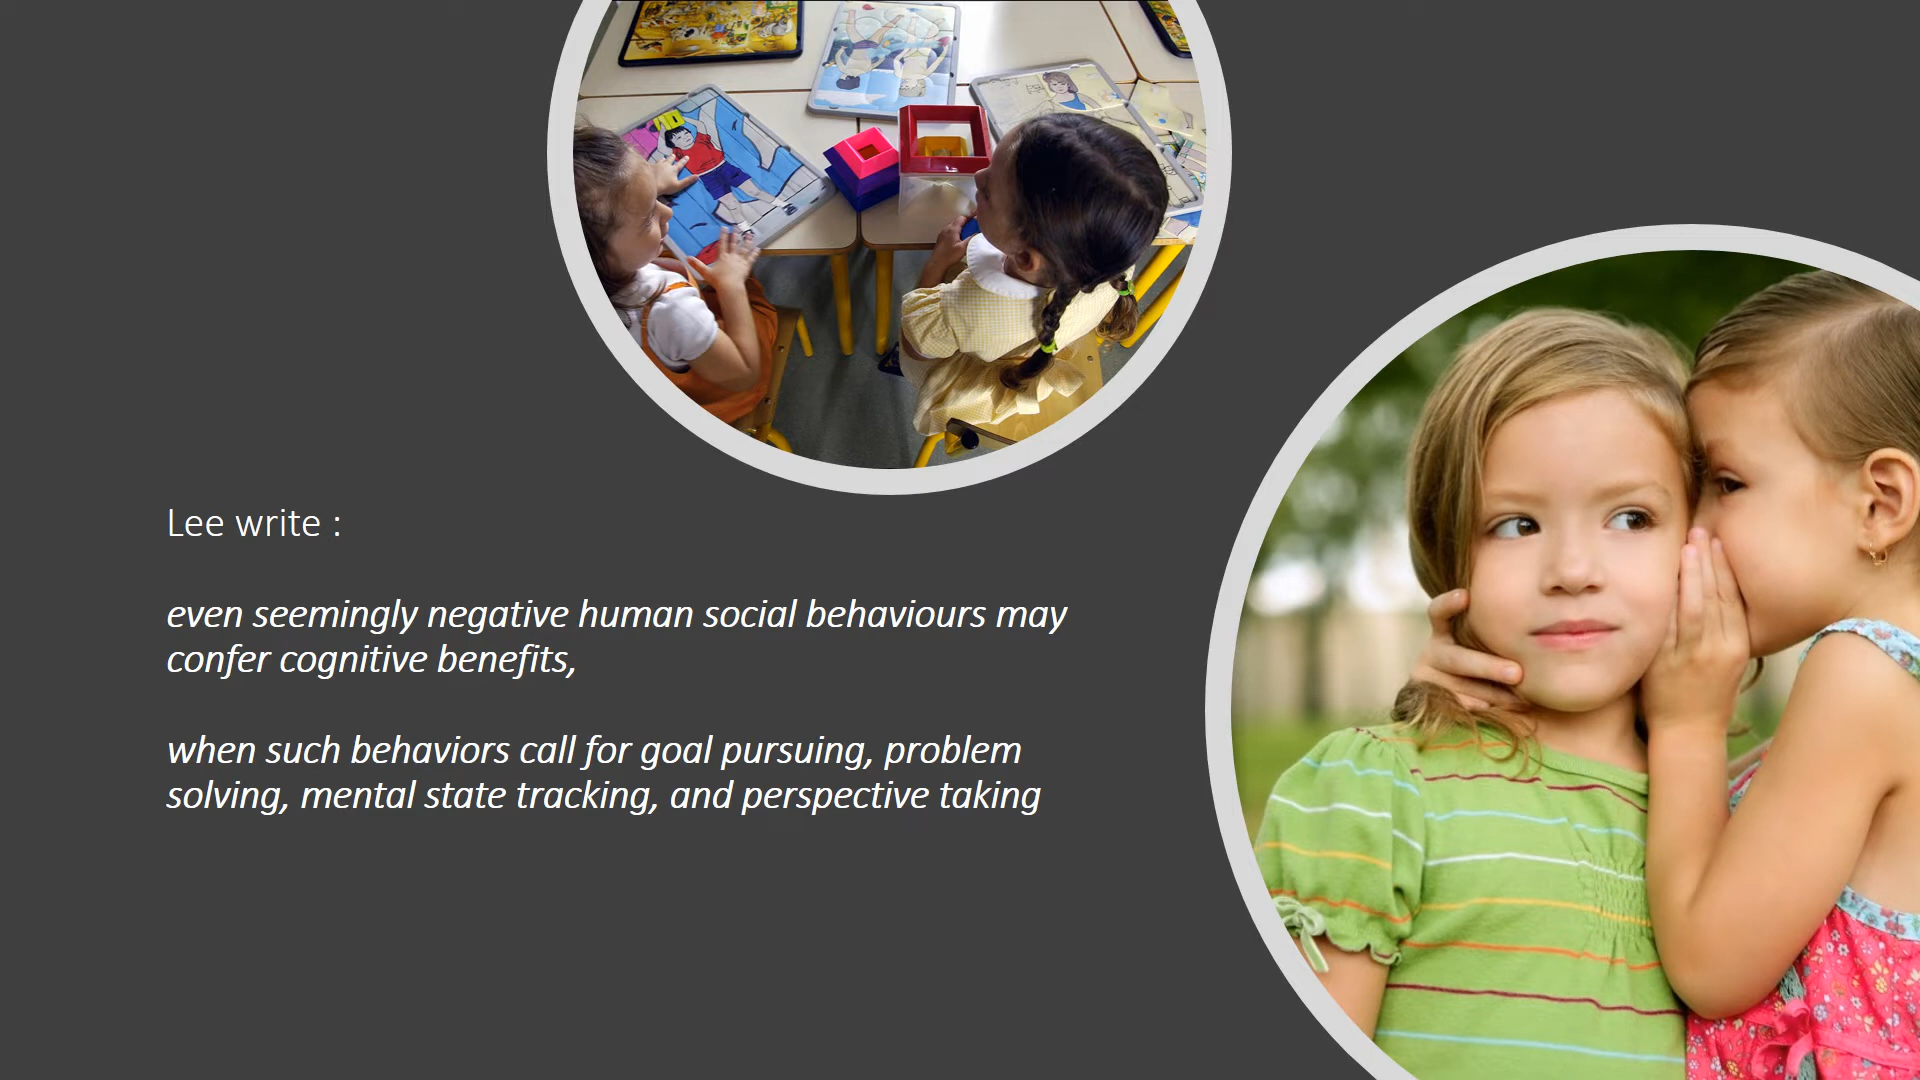 Lee write :
even seemingly negative human social behaviours may
confer cognitive benefits,
when such behaviors call for goal pursuing, problem
solving, mental state tracking, and perspective taking